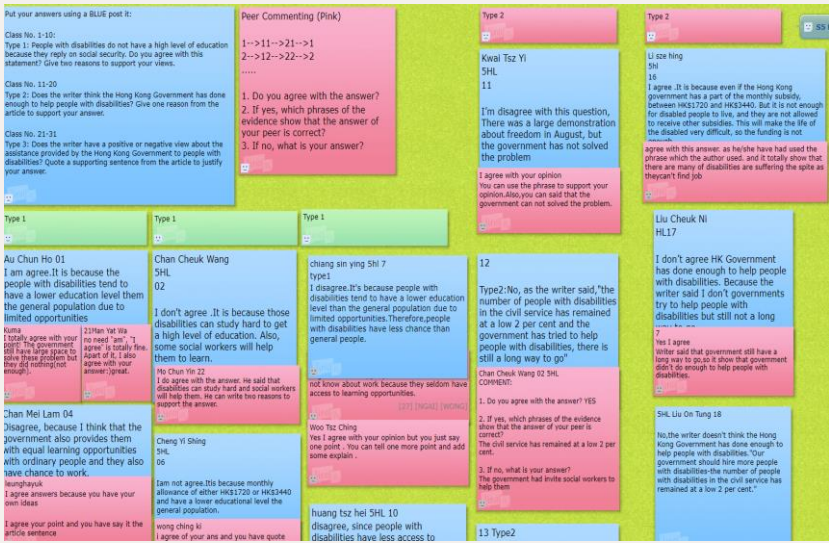 Put your answers using a BLUE post it:
Class No. 1-10:
Type 1: People with disabilities do not have a high level of education
because they reply on social security. Do you agree with this
statement? Give two reasons to support your views.
Class No. 11-20
Type 2: Does the writer think the Hong Kong Government has done
enough to help people with disabilities? Give one reason from the
article to support your answer.
Class No. 21-31
Type 3: Does the writer have a positive or negative view about the
assistance provided by the Hong Kong Government to people with
disabilities? Quote a supporting sentence from the article to justify
your answer.
Peer Commenting (Pink)
1-->11-->21-->1
2-->12-->22-->2
.....
1. Do you agree with the answer?
2. If yes, which phrases of the
evidence show that the answer of
your peer is correct?
3. If no, what is your answer?
Type 2
Kwai Tsz Yi
5HL
11
I'm disagree with this question,
There was a large demonstration
about freedom in August, but
the government has not solved
the problem
I agree with your opinion
You can use the phrase to support your
opinion.Also,you can said that the
government can not solved the problem.
Type 2
Li sze hing
5hl
16
I agree .It is because even if the Hong Kong
government has a part of the monthly subsidy,
between HK$1720 and HK$3440. But it is not enough
for disabled people to live, and they are not allowed
to receive other subsidies. This will make the life of
the disabled very difficult, so the funding is not
agree with this answer. as he/she have had used the
phrase which the author used. and it totally show that
there are many of disabilities are suffering the spite as
theycan't find job
SS
Type 1
Au Chun Ho 01
I am agree.It is because the
people with disabilities tend to
have a lower education level them
the general population due to
limited opportunities
Kuma
I totally agree with your
point! The government
still have large space to
solve these problem but
they did nothing(not
enough).
21Man Yat Wa
no need "am", "I
agree" is totally fine.
Apart of it, I also
agree with your
answer:)great.
Chan Mei Lam 04
Disagree, because I think that the
government also provides them
with equal learning opportunities
with ordinary people and they also
have chance to work.
leunghayuk
I agree answers because you have your
own ideas
I agree your point and you have say it the
article sentence
Type 1
Chan Cheuk Wang
5HL
02
I don't agree .It is because those
disabilities can study hard to get
a high level of education. Also,
some social workers will help
them to learn.
Mo Chun Yin 22
I do agree with the answer. He said that
disabilities can study hard and social workers
will help them. He can write two reasons to
support the answer.
Cheng Yi Shing
5HL
06
Iam not agree.Itis because monthly
allowance of either HK$1720 or HK$3440
and have a lower educational level the
general population.
wong ching ki
i agree of your ans and you have quote
Type 1
chiang sin ying 5hl 7
type1
I disagree.It's because people with
disabilities tend to have a lower education
level than the general population due to
limited opportunities.Therefore,people
with disabilities have less chance than
general people.
not know about work because they seldom have
access to learning opportunities.
[27] [NGAI] [WONG]
Woo Tsz Ching
Yes I agree with your opinion but you just say
one point . You can tell one more point and add
some explain .
huang tsz hei 5HL 10
disagree, since people with
disabilities have less access to
12
Type2:No, as the writer said,"the
number of people with disabilities
in the civil service has remained
at a low 2 per cent and the
government has tried to help
people with disabilities, there is
still a long way to go"
Chan Cheuk Wang 02 5HL
COMMENT:
1. Do you agree with the answer? YES
2. If yes, which phrases of the evidence
show that the answer of your peer is
correct?
The civil service has remained at a low 2 per
cent.
3. If no, what is your answer?
The government had invite social workers to
help them
13 Type2
Liu Cheuk Ni
HL17
I don't agree HK Government
has done enough to help people
with disabilities. Because the
writer said I don't governments
try to help people with
disabilities but still not a long
7
Yes I agree
Writer said that government still have a
long way to go,so it show that government
didn't do enough to help people with
disabilities.
5HL Liu On Tung 18
No,the writer doesn't think the Hong
Kong Government has done enough to
help people with disabilities."Our
government should hire more people
with disabilities-the number of people
with disabilities in the civil service has
remained at a low 2 per cent."